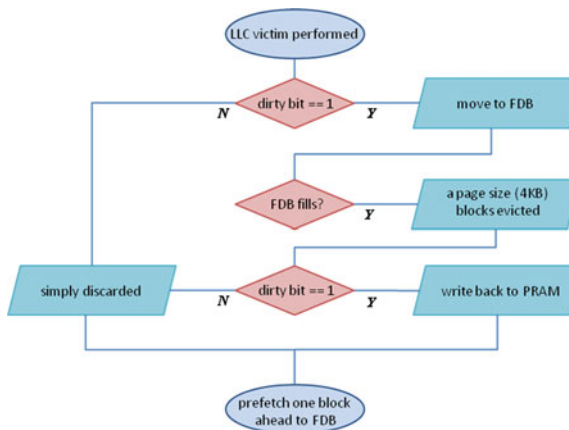 LLC victim performed
dirty bit == 1
N
Y
move to FDB
FDB fills?
Y
a page size (4KB)
blocks evicted
simply discarded
N
dirty bit == 1
Y
write back to PRAM
prefetch one block
ahead to FDB